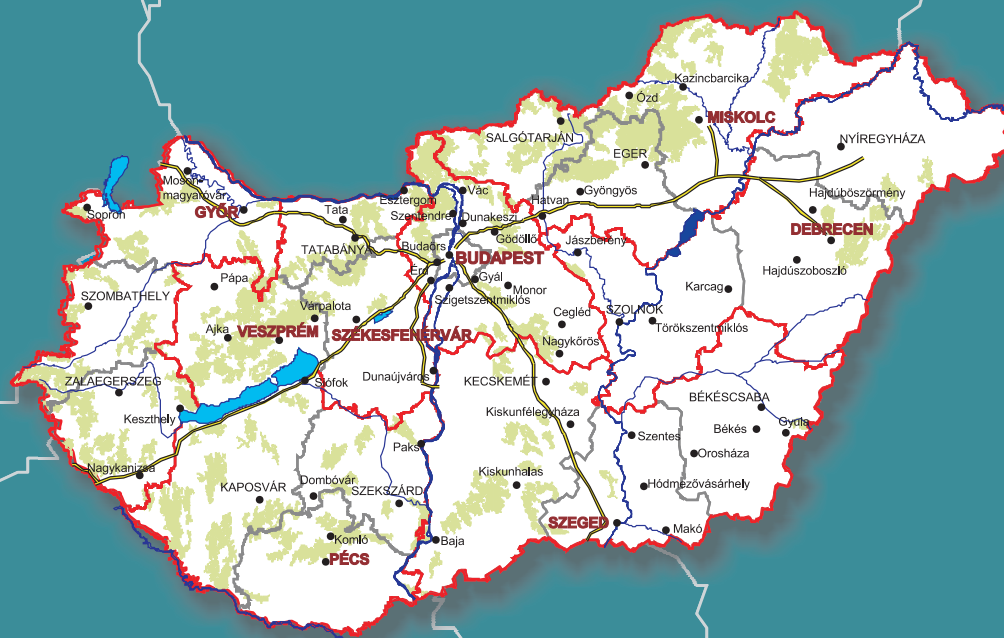 Kazincbarcika
Ózd
MISKOLC
SALGÓTARJÁN
NYÍREGYHÁZA
EGER
Moson-
magyaróvár
Vác
Gyöngyös
Hajdúböszörmény
Esztergom
Sopron
GYŐR
Tata
Szentendre
Dunakeszi
Hatvan
DEBRECEN
Gödöllő
Jászberény
TATABÁNYA
Budaörs
BUDAPEST
Hajdúszoboszló
Érd
Gyál
Pápa
Monor
Karcag
SZOMBATHELY
Szigetszentmiklós
Várpalota
Cegléd
SZOLNOK
Ajka
VESZPRÉM
SZÉKESFEHÉRVÁR
Törökszentmiklós
Nagykőrös
ZALAEGERSZEG
Siófok
Dunaújváros
KECSKEMÉT
BÉKÉSCSABA
Keszthely
Kiskunfélegyháza
Gyula
Békés
Szentes
Paks
Orosháza
Nagykanizsa
Kiskunhalas
Dombóvár
Hódmezővásárhely
KAPOSVÁR
SZEKSZÁRD
SZEGED
Makó
Komló
Baja
PÉCS